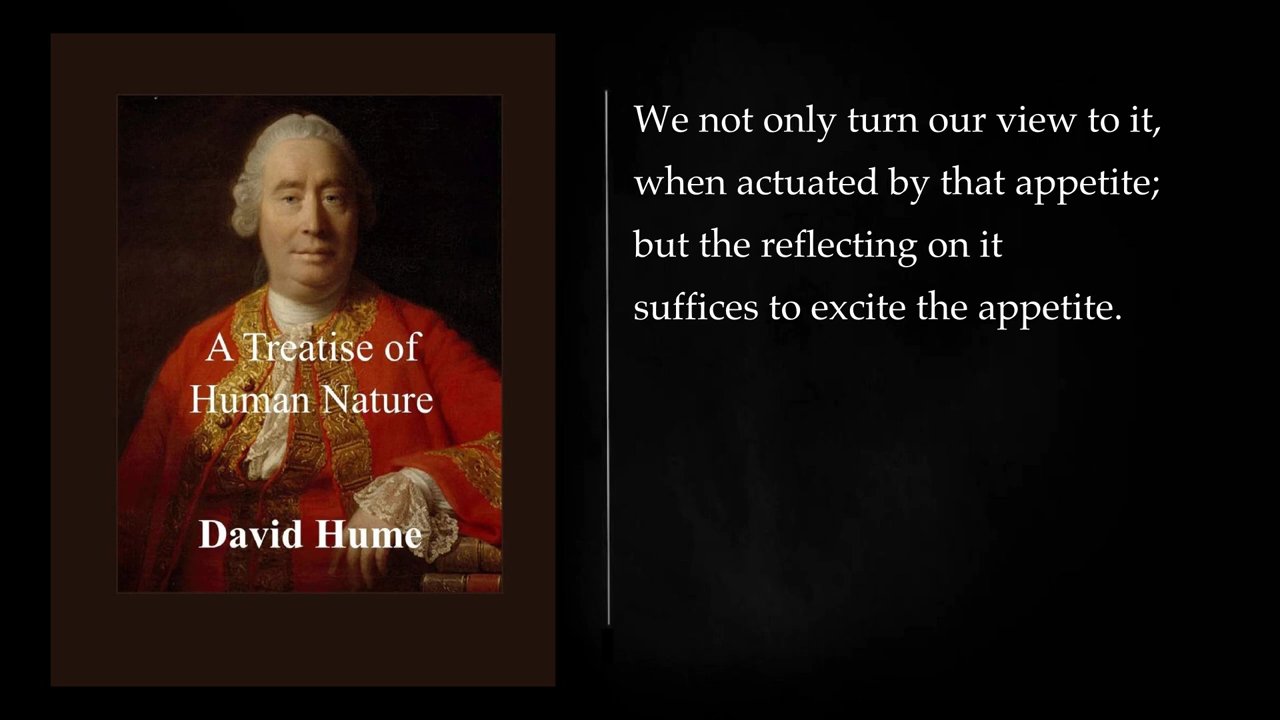 A Treatise of
Human Nature
David Hume
We not only turn our view to it,
when actuated by that appetite;
but the reflecting on it
suffices to excite the appetite.